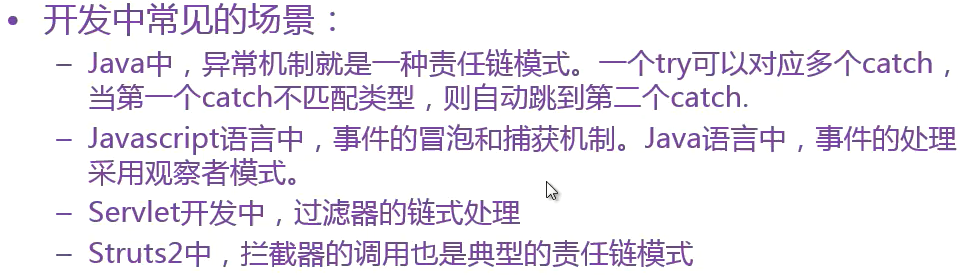 • 开发中常见的场景：
– Java中，异常机制就是一种责任链模式。一个try可以对应多个catch，
当第一个catch不匹配类型，则自动跳到第二个catch.
– Javascript语言中，事件的冒泡和捕获机制。Java语言中，事件的处理
采用观察者模式。
– Servlet开发中，过滤器的链式处理
– Struts2中，拦截器的调用也是典型的责任链模式